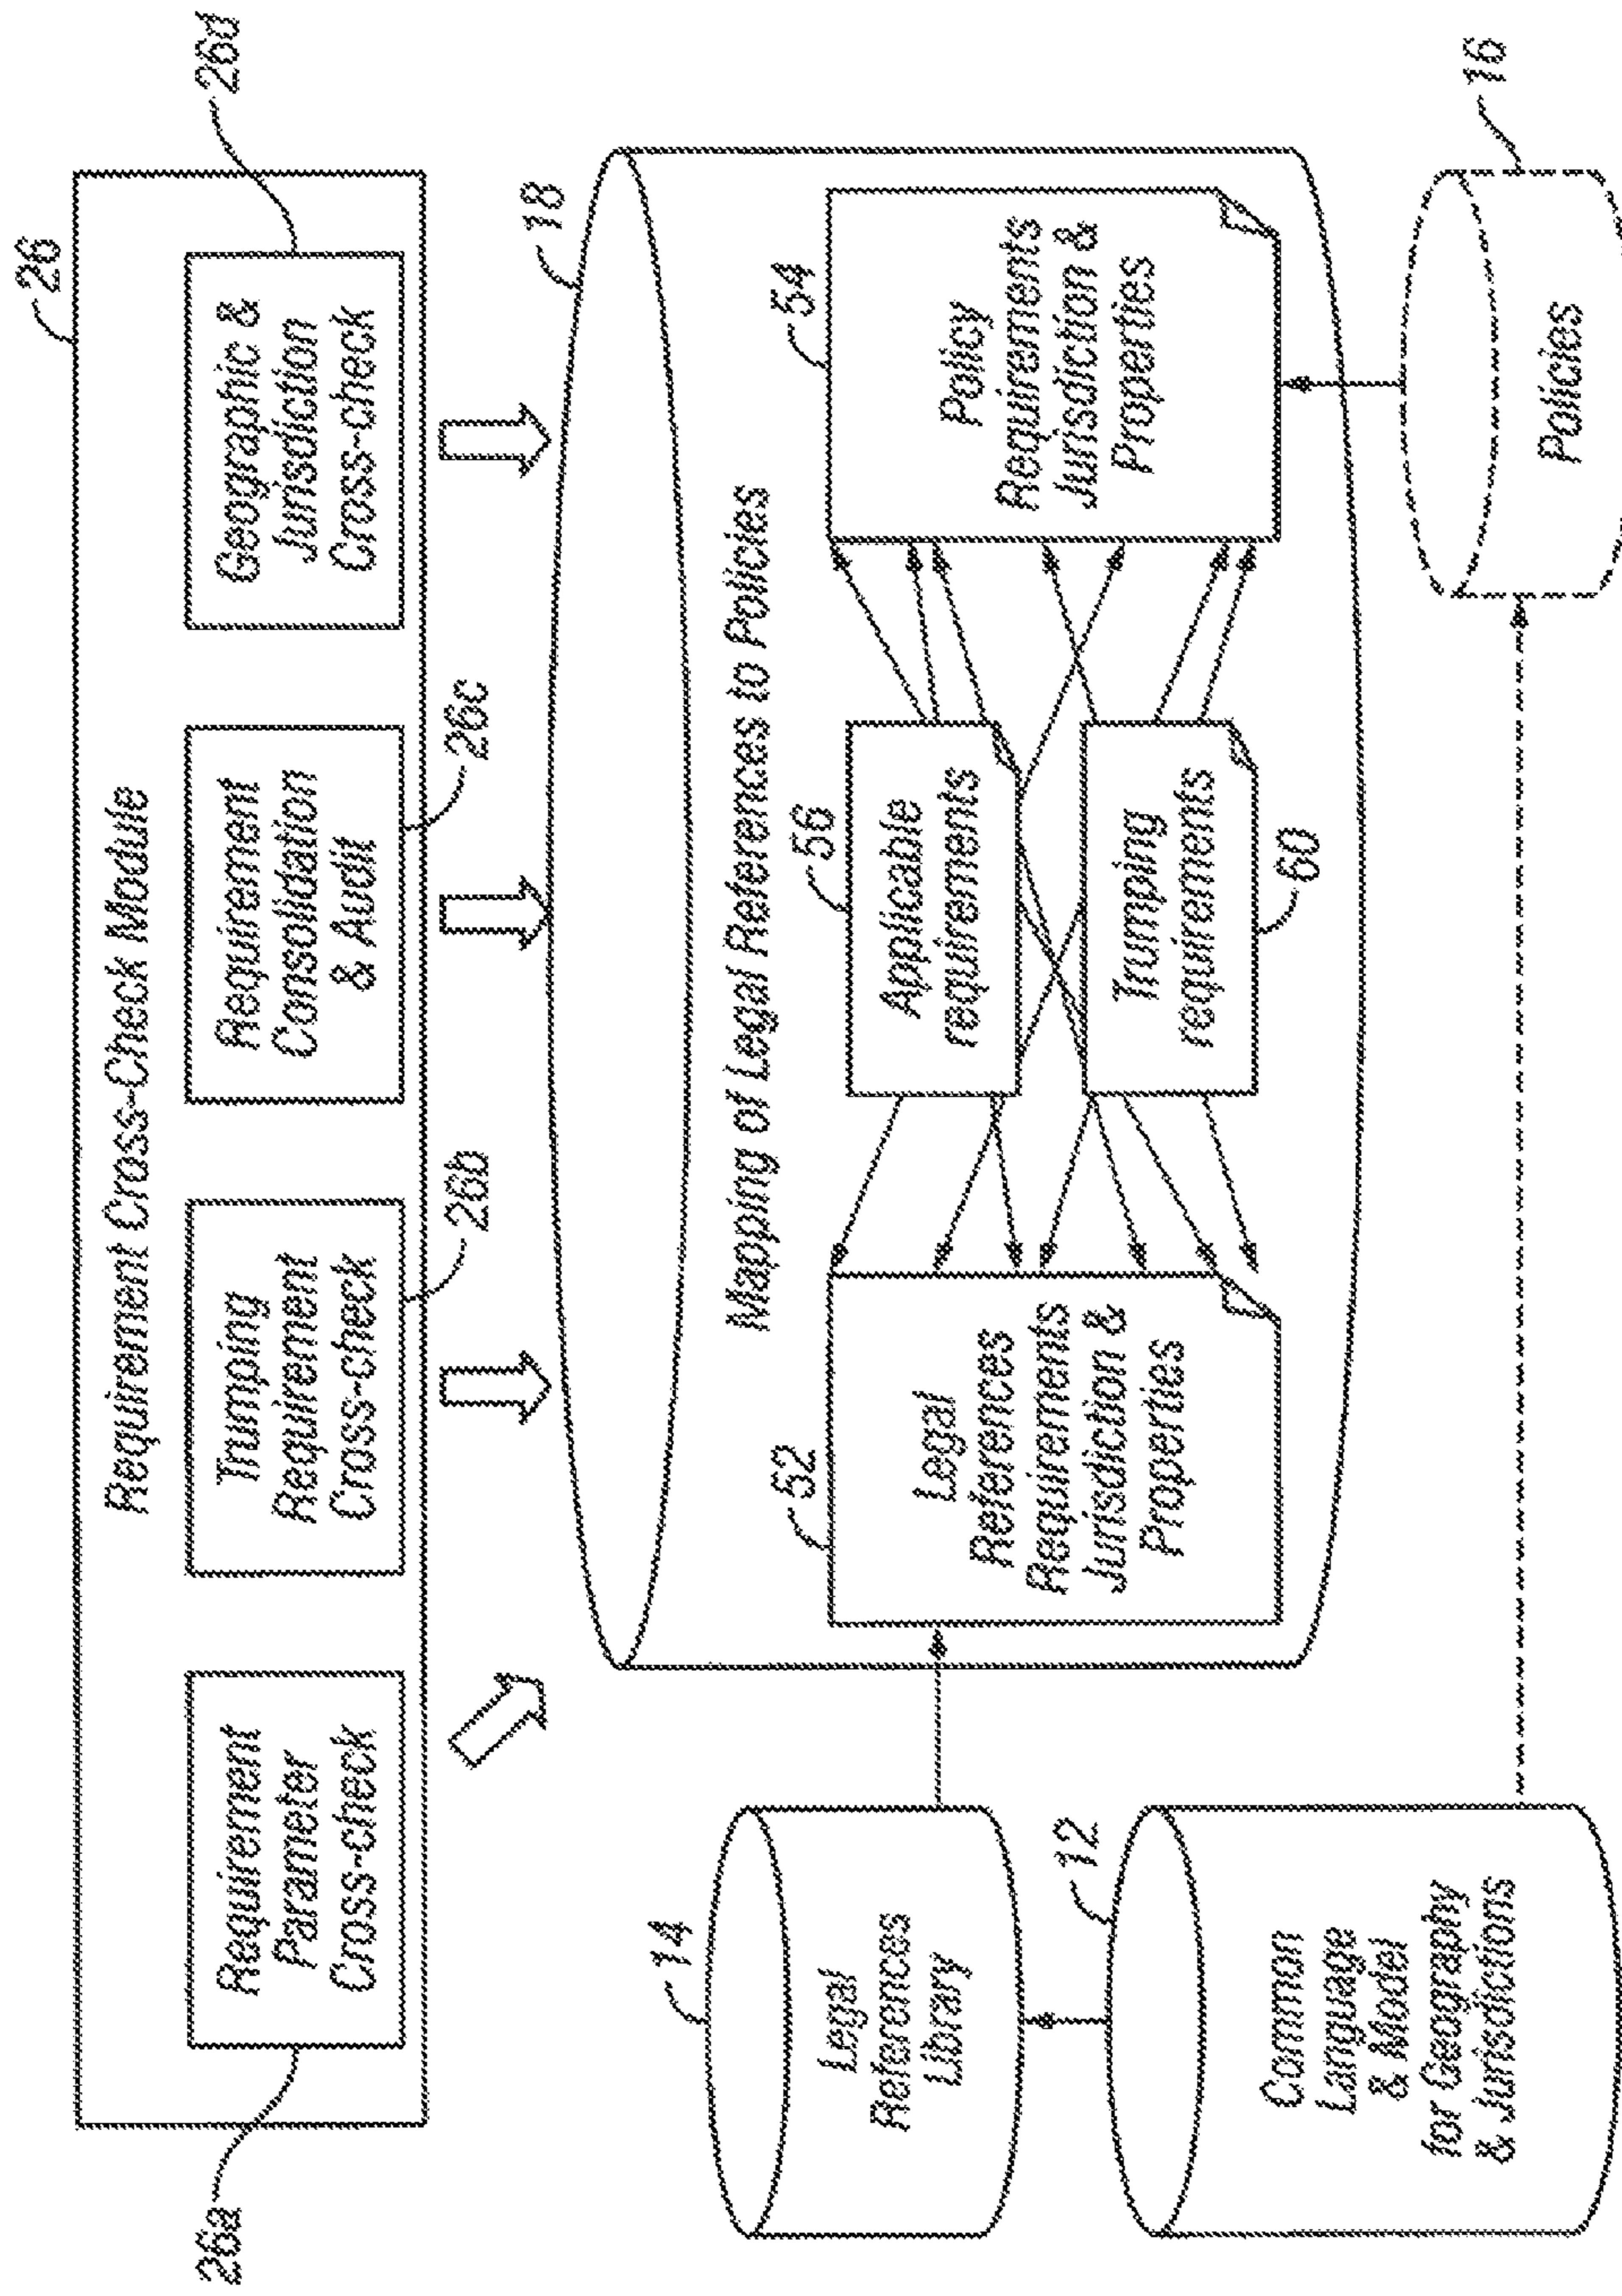 26
Requirement Cross-Check Module
Requirement
Parameter
Cross-check
26a
Trumping
Requirement
Cross-check
26b
Requirement
Consolidation
& Audit
26c
Geographic &
Jurisdiction
Cross-check
26d
18
Mapping of Legal References to Policies
14
Legal
References
Library
52
Legal
References
Requirements
Jurisdiction &
Properties
56
Applicable
requirements
Trumping
requirements
60
54
Policy
Requirements
Jurisdiction &
Properties
12
Common
Language
& Model
for Geography
& Jurisdictions
16
Policies